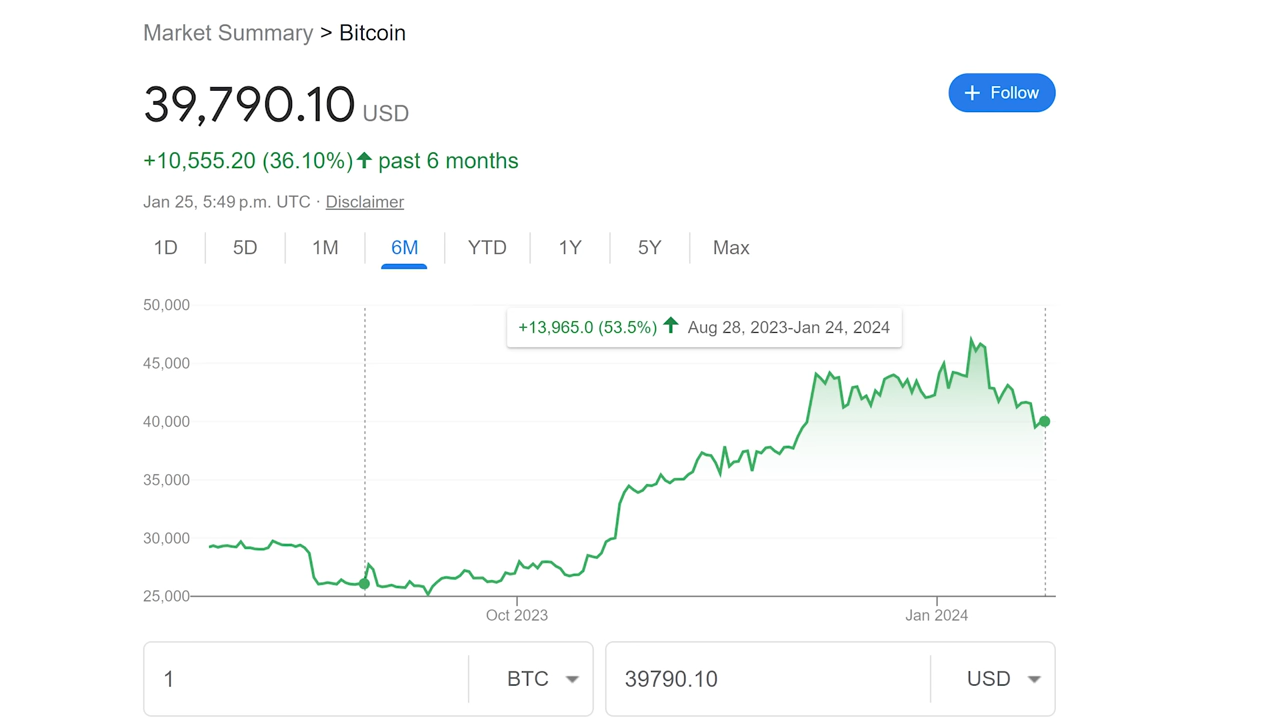 Market Summary > Bitcoin
39,790.10 USD
+ Follow
+10,555.20 (36.10%) ↑ past 6 months
Jan 25, 5:49 p.m. UTC · Disclaimer
1D 5D 1M 6M YTD 1Y 5Y Max
50,000
+13,965.0 (53.5%) ↑ Aug 28, 2023-Jan 24, 2024
45,000
40,000
35,000
30,000
25,000
Oct 2023 Jan 2024
1 BTC 39790.10 USD